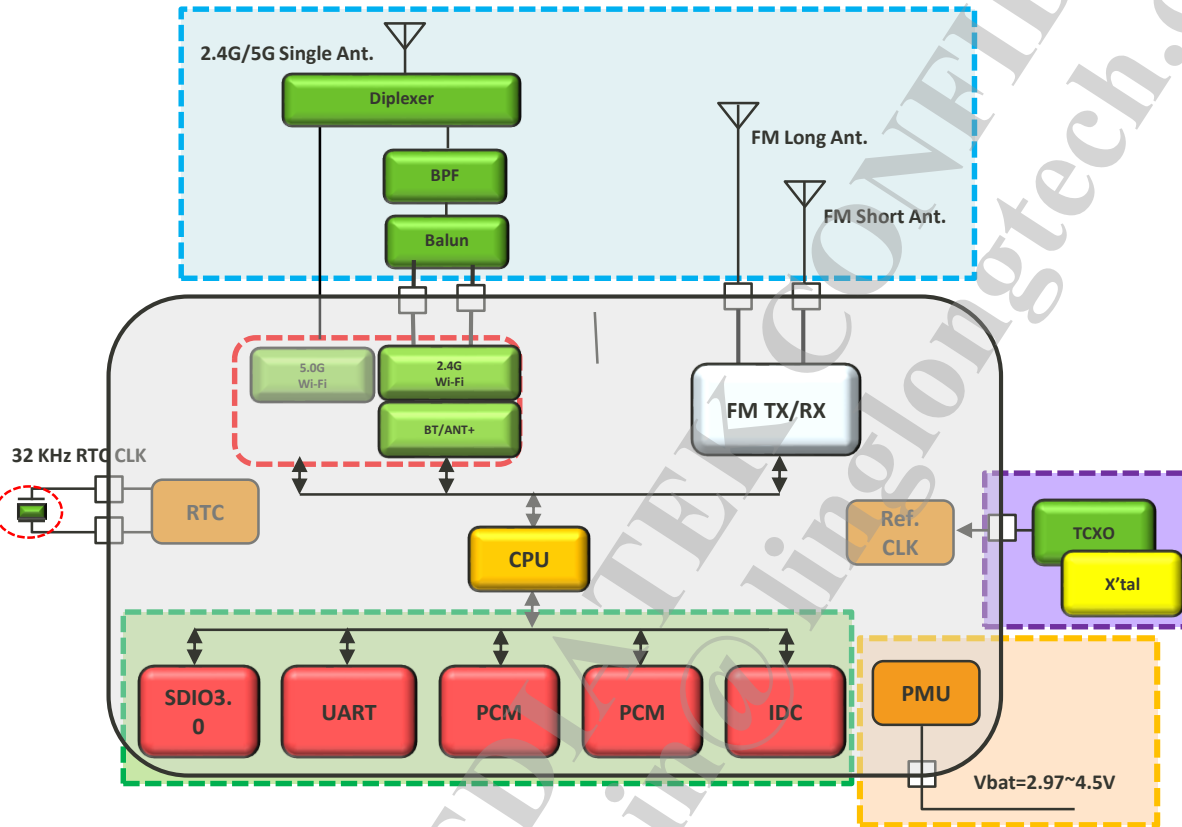 2.4G/5G Single Ant.
Diplexer
BPF
Balun
FM Long Ant.
FM Short Ant.
5.0G
Wi-Fi
2.4G
Wi-Fi
BT/ANT+
FM TX/RX
32 KHz RTC CLK
RTC
Ref.
CLK
TCXO
X'tal
CPU
SDIO3.
0
UART
PCM
PCM
IDC
PMU
Vbat=2.97~4.5V